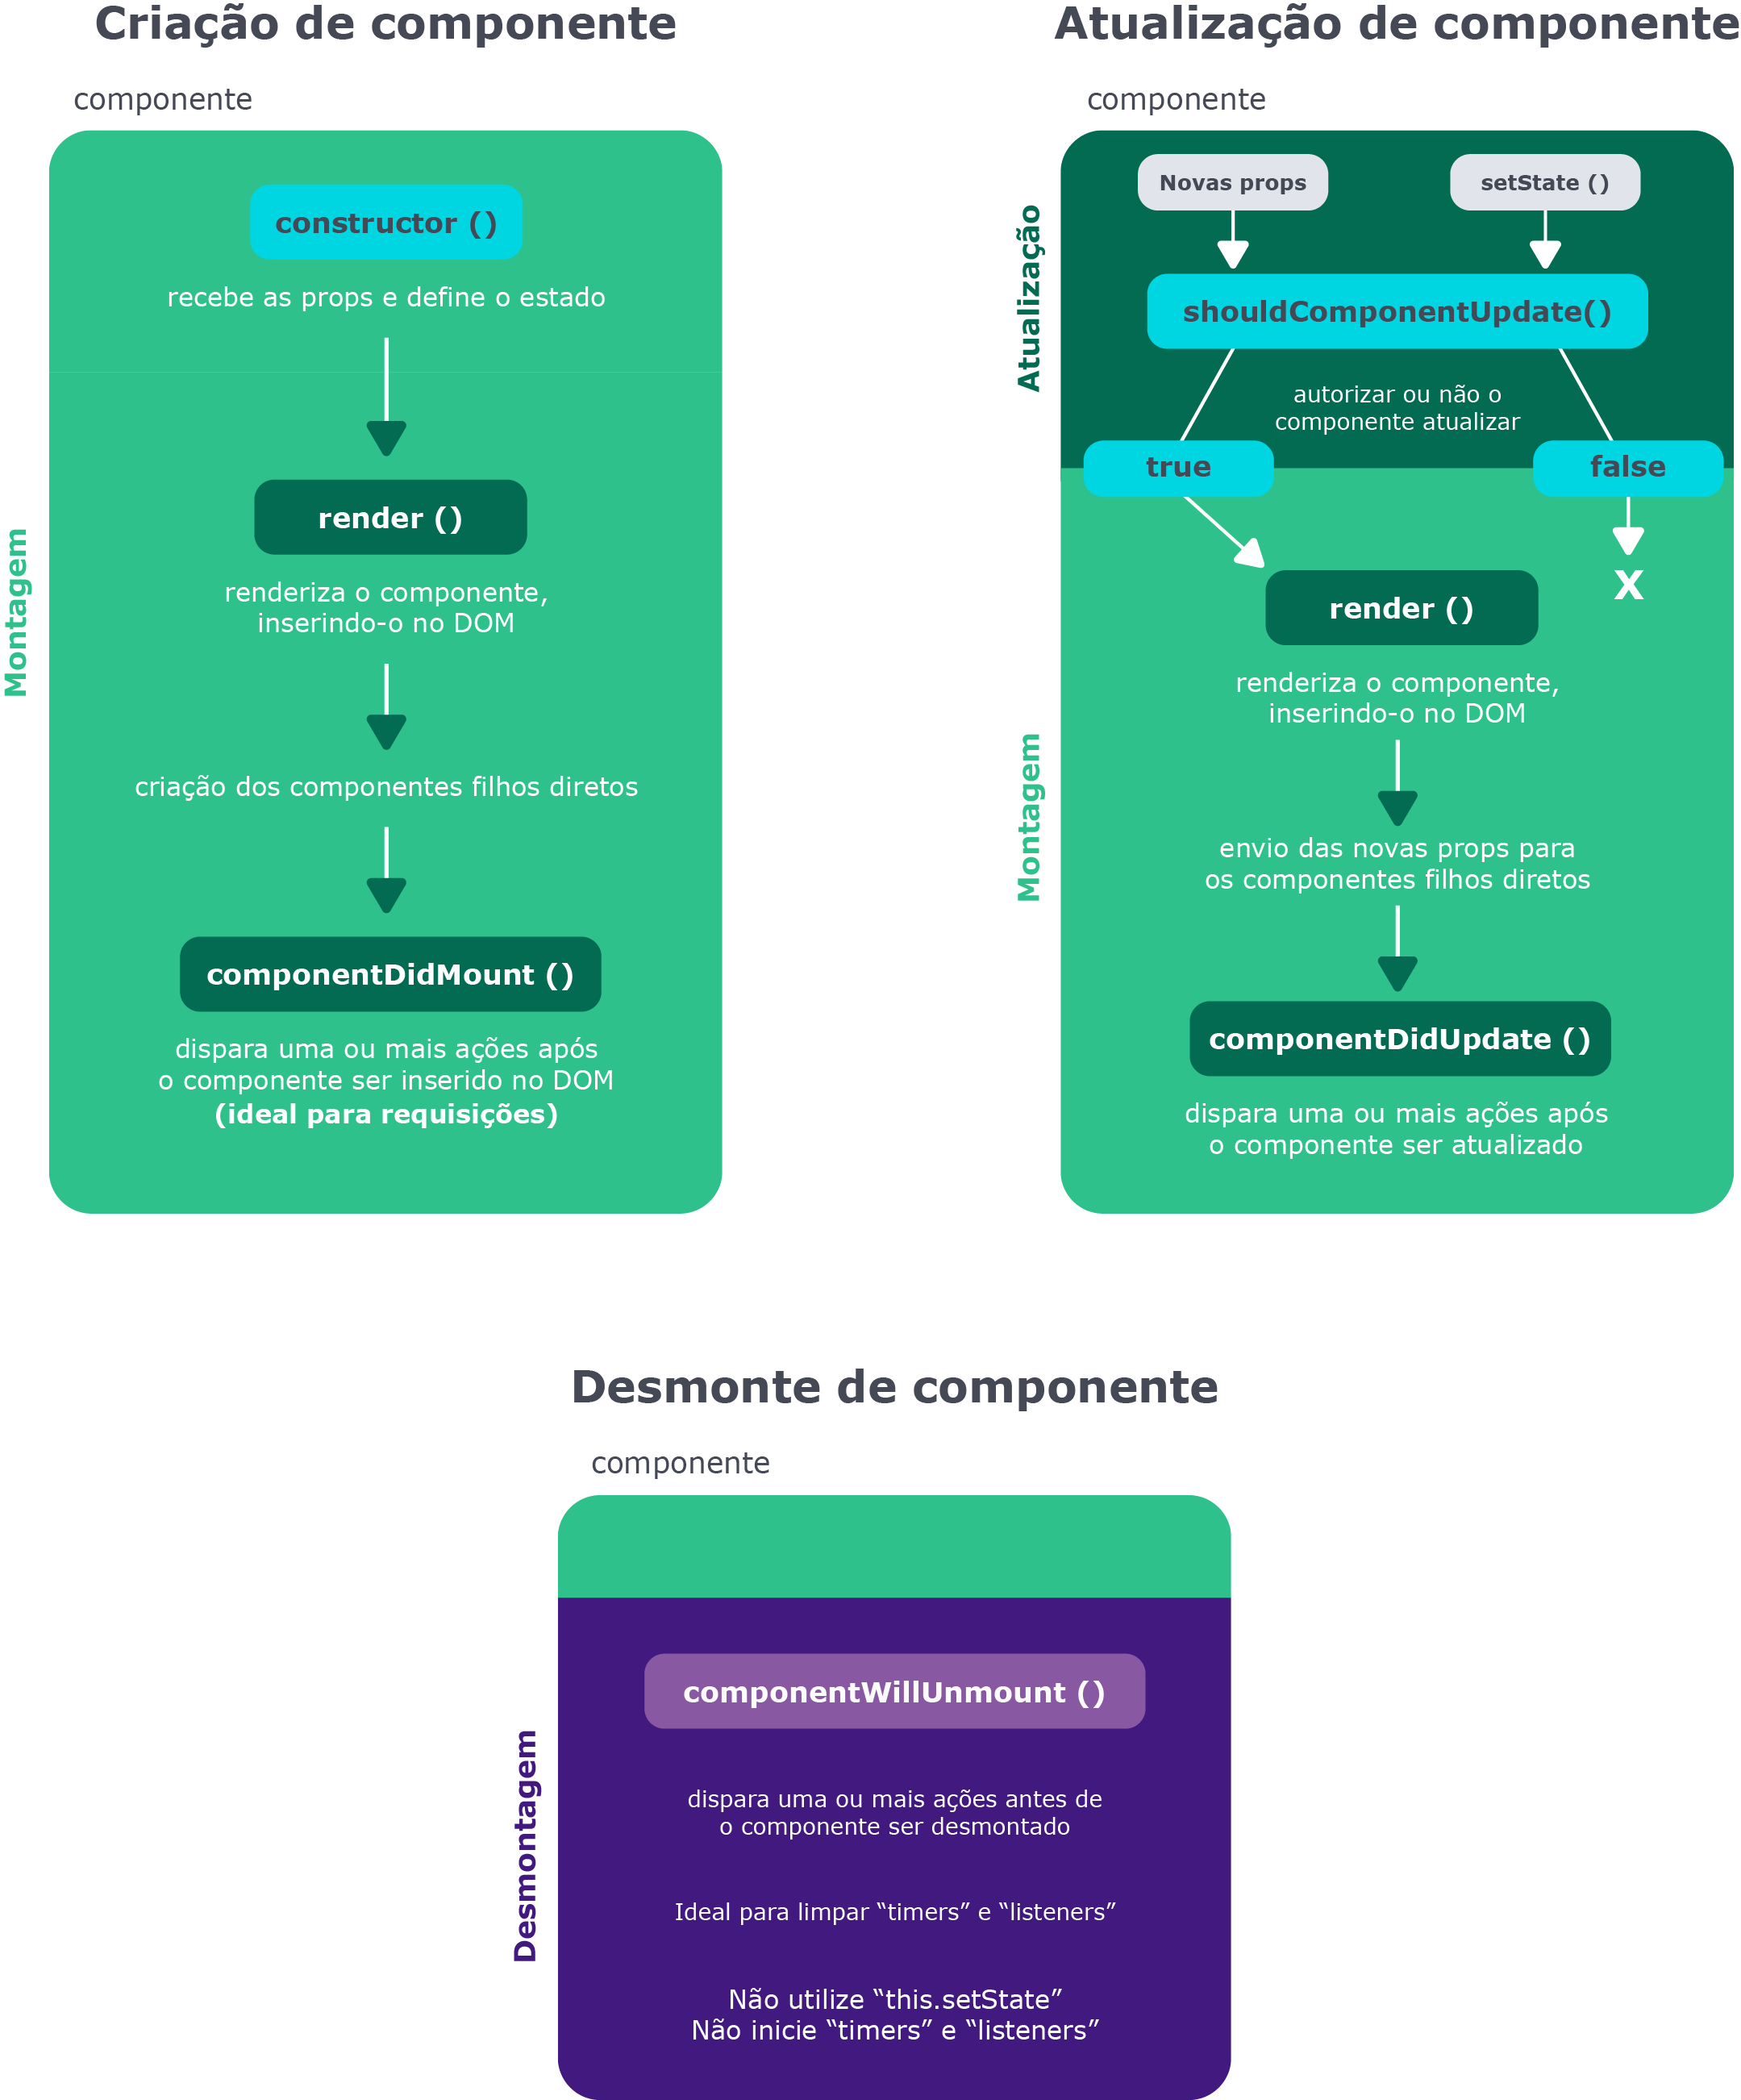 Criação de componente
componente
Montagem
constructor ()
recebe as props e define o estado
render ()
renderiza o componente,
inserindo-o no DOM
criação dos componentes filhos diretos
componentDidMount ()
dispara uma ou mais ações após
o componente ser inserido no DOM
(ideal para requisições)
Atualização de componente
componente
Atualização
Novas props
setState ()
shouldComponentUpdate()
autorizar ou não o
componente atualizar
true
false
X
Montagem
render ()
renderiza o componente,
inserindo-o no DOM
envio das novas props para
os componentes filhos diretos
componentDidUpdate ()
dispara uma ou mais ações após
o componente ser atualizado
Desmonte de componente
componente
Desmontagem
componentWillUnmount ()
dispara uma ou mais ações antes de
o componente ser desmontado
Ideal para limpar “timers” e “listeners”
Não utilize “this.setState”
Não inicie “timers” e “listeners”